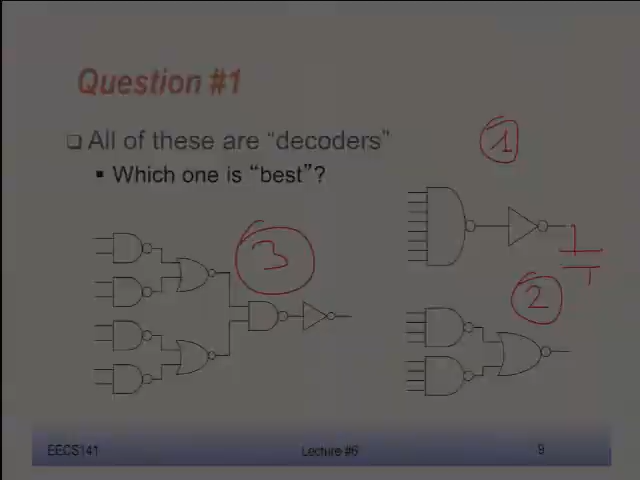 Question #1
All of these are “decoders”
Which one is “best”?
1
3
2
EECS141
Lecture #6
9